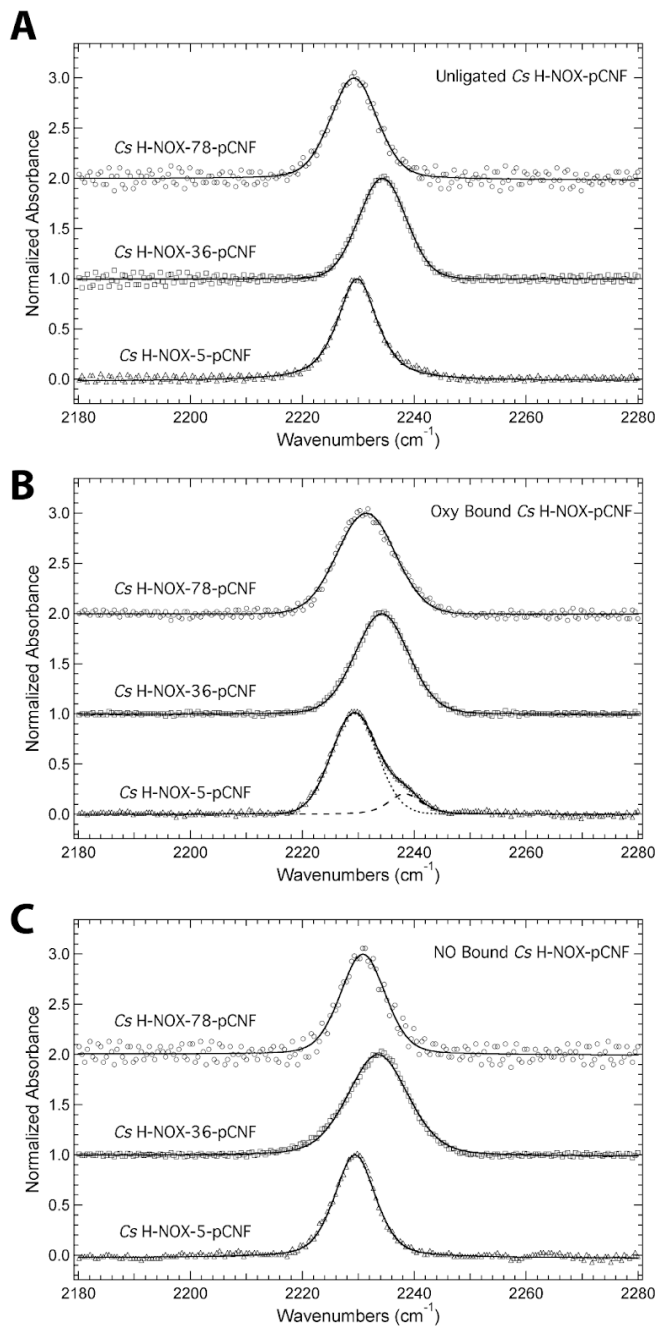 A
Unligated Cs H-NOX-pCNF
3.0
Cs H-NOX-78-pCNF
2.5
2.0
1.5
Cs H-NOX-36-pCNF
1.0
0.5
Cs H-NOX-5-pCNF
0.0
Normalized Absorbance
2180 2200 2220 2240 2260 2280
Wavenumbers (cm⁻¹)
B
Oxy Bound Cs H-NOX-pCNF
3.0
2.5
Cs H-NOX-78-pCNF
2.0
1.5
Cs H-NOX-36-pCNF
1.0
0.5
Cs H-NOX-5-pCNF
0.0
Normalized Absorbance
2180 2200 2220 2240 2260 2280
Wavenumbers (cm⁻¹)
C
NO Bound Cs H-NOX-pCNF
3.0
Cs H-NOX-78-pCNF
2.5
2.0
1.5
Cs H-NOX-36-pCNF
1.0
0.5
Cs H-NOX-5-pCNF
0.0
Normalized Absorbance
2180 2200 2220 2240 2260 2280
Wavenumbers (cm⁻¹)